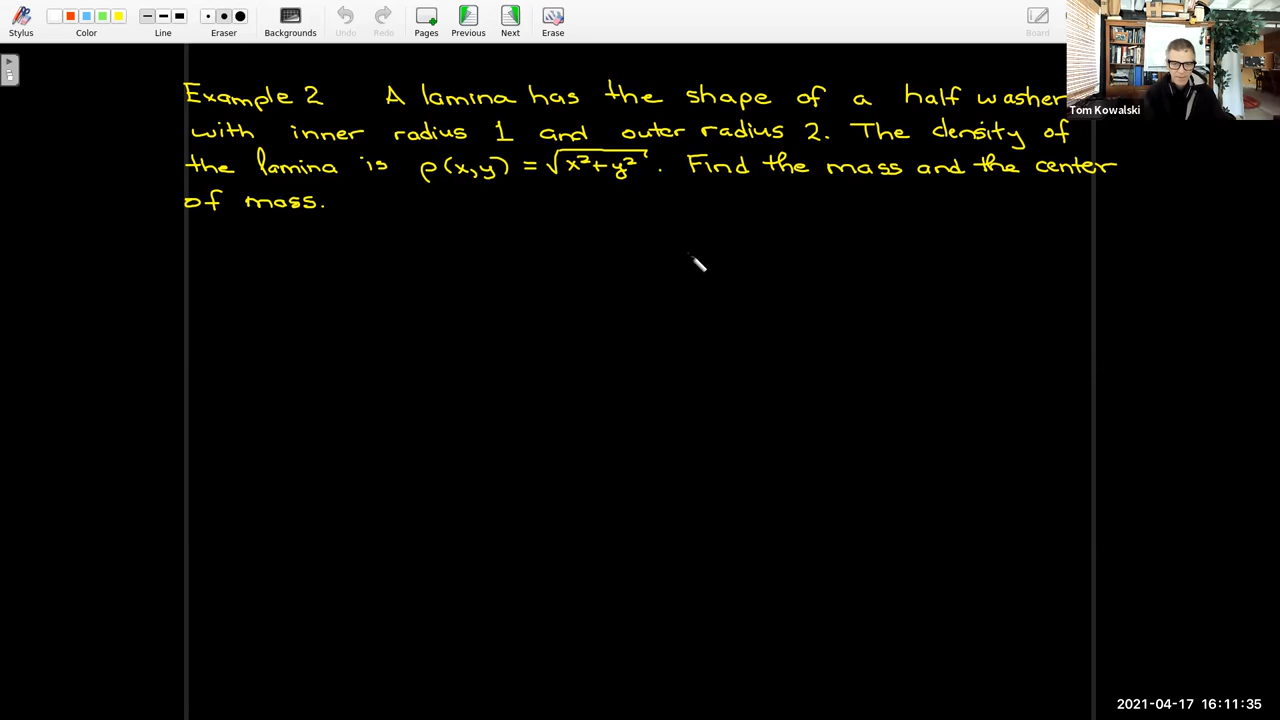 Stylus Color Line Eraser Backgrounds Undo Redo Pages Previous Next Erase Board
Tom Kowalski
Example 2 A lamina has the shape of a half washer
with inner radius 1 and outer radius 2. The density of
the lamina is ρ(x,y) = √x²+y² . Find the mass and the center
of mass.
2021-04-17 16:11:35